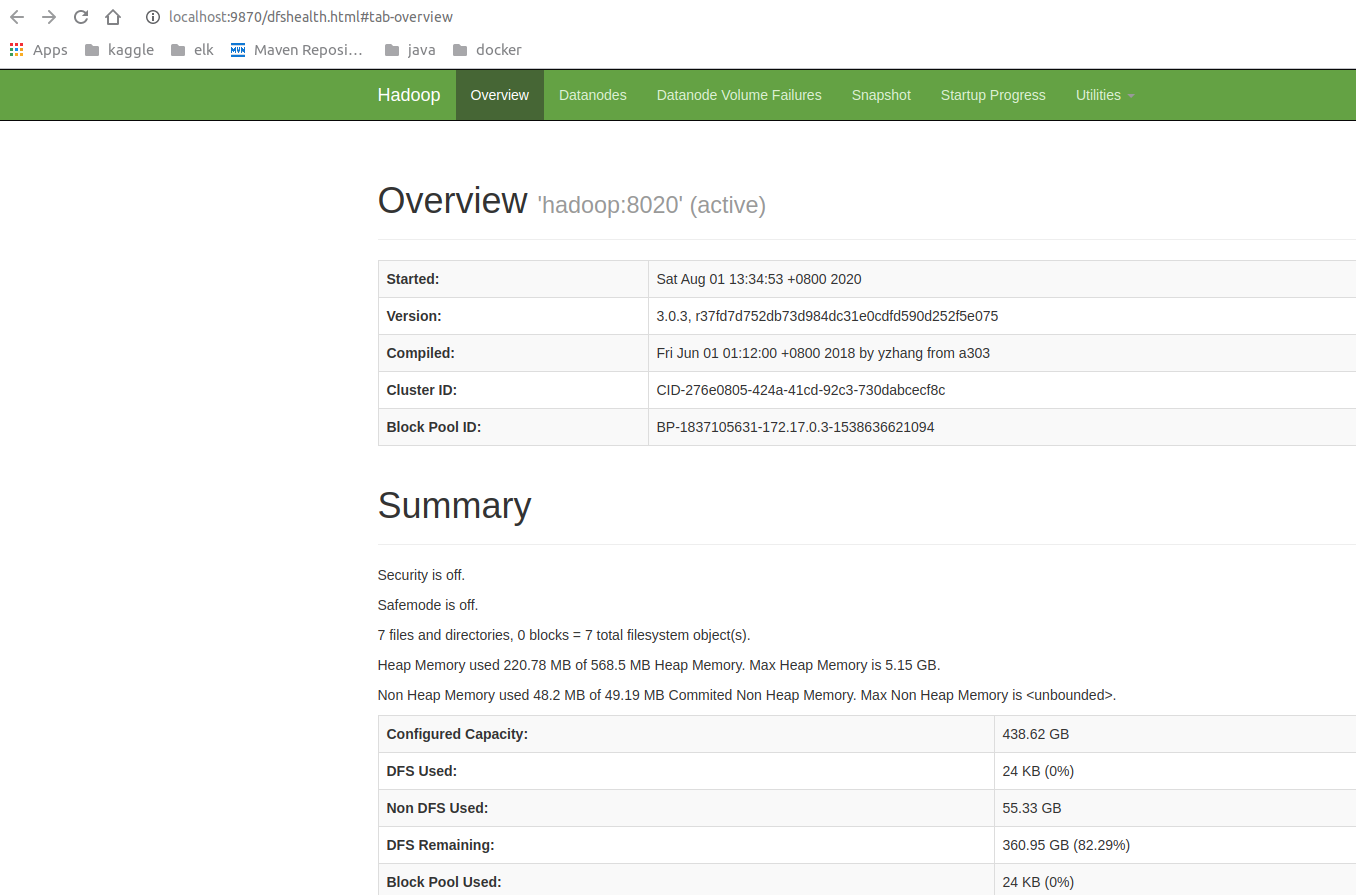 localhost:9870/dfshealth.html#tab-overview
Apps kaggle elk Maven Reposi... java docker
Hadoop Overview Datanodes Datanode Volume Failures Snapshot Startup Progress Utilities
Overview 'hadoop:8020' (active)
Started: Sat Aug 01 13:34:53 +0800 2020
Version: 3.0.3, r37fd7d752db73d984dc31e0cdfd590d252f5e075
Compiled: Fri Jun 01 01:12:00 +0800 2018 by yzhang from a303
Cluster ID: CID-276e0805-424a-41cd-92c3-730dabcecf8c
Block Pool ID: BP-1837105631-172.17.0.3-1538636621094
Summary
Security is off.
Safemode is off.
7 files and directories, 0 blocks = 7 total filesystem object(s).
Heap Memory used 220.78 MB of 568.5 MB Heap Memory. Max Heap Memory is 5.15 GB.
Non Heap Memory used 48.2 MB of 49.19 MB Commited Non Heap Memory. Max Non Heap Memory is <unbounded>.
Configured Capacity: 438.62 GB
DFS Used: 24 KB (0%)
Non DFS Used: 55.33 GB
DFS Remaining: 360.95 GB (82.29%)
Block Pool Used: 24 KB (0%)